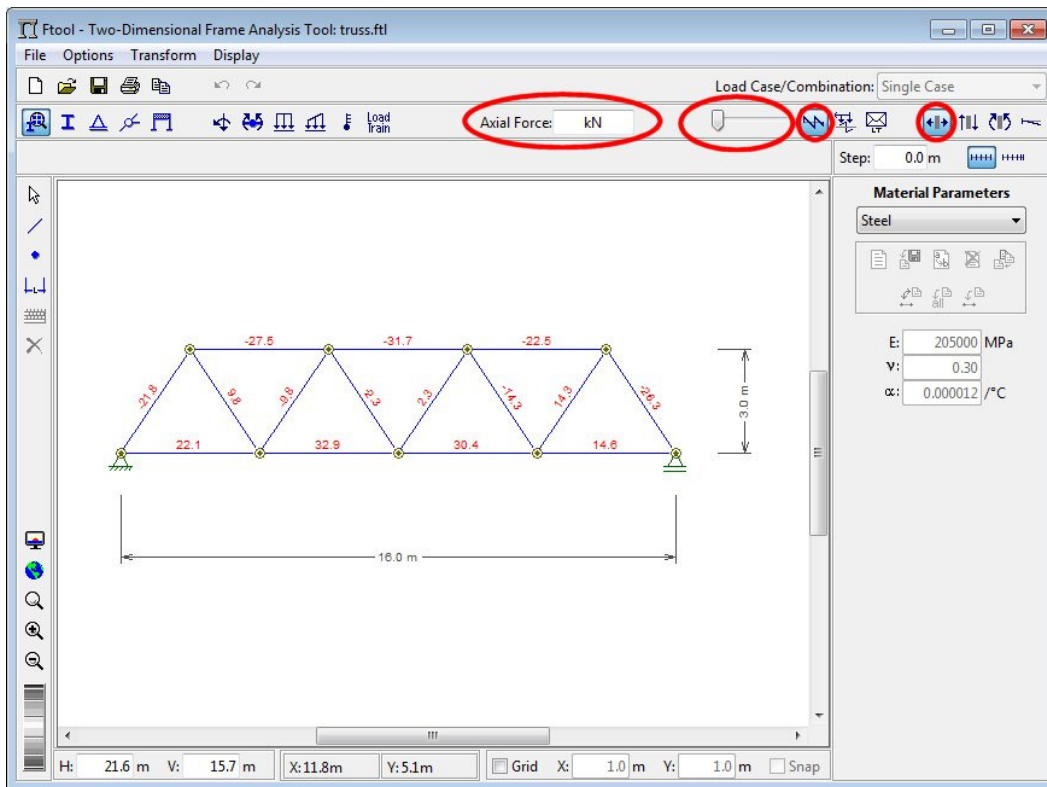 Ftool - Two-Dimensional Frame Analysis Tool: truss.ftl
File Options Transform Display
Load Case/Combination: Single Case
Load
Train
Axial Force: kN
Step: 0.0 m
Material Parameters
Steel
all
E: 205000 MPa
ν: 0.30
α: 0.000012 /°C
-27.5 -31.7 -22.5
-21.8 9.8 -9.8 -2.3 2.3 -14.3 14.3 -26.3
3.0 m
22.1 32.9 30.4 14.6
16.0 m
H: 21.6 m V: 15.7 m X:11.8m Y:5.1m Grid X: 1.0 m Y: 1.0 m Snap